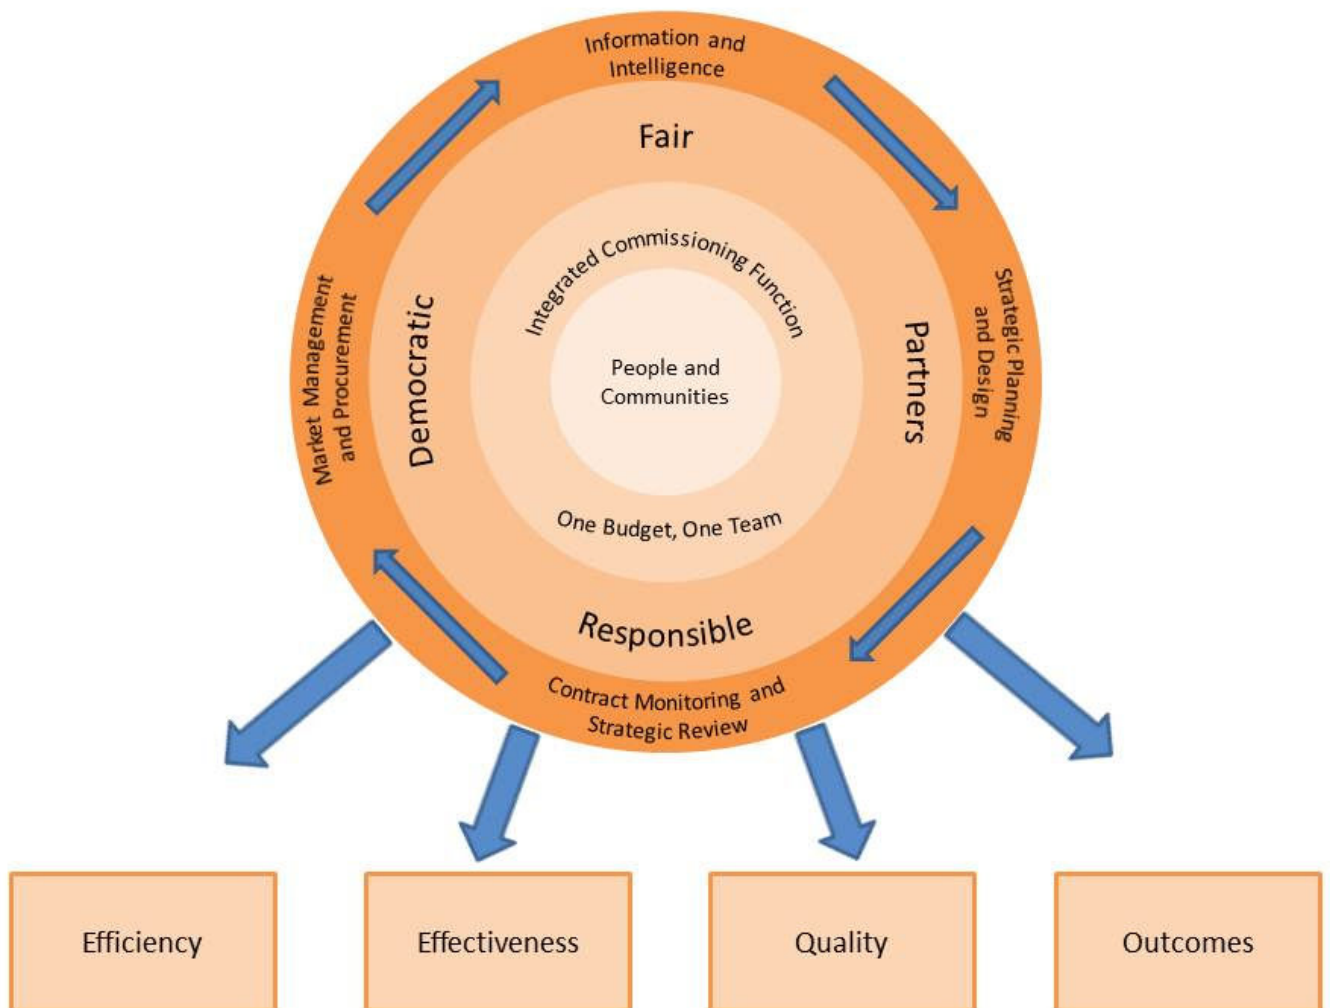 Information and
Intelligence
Fair
Integrated Commissioning Function
Strategic Planning
and Design
Partners
People and
Communities
Democratic
Market Management
and Procurement
One Budget, One Team
Responsible
Contract Monitoring and
Strategic Review
Efficiency
Effectiveness
Quality
Outcomes